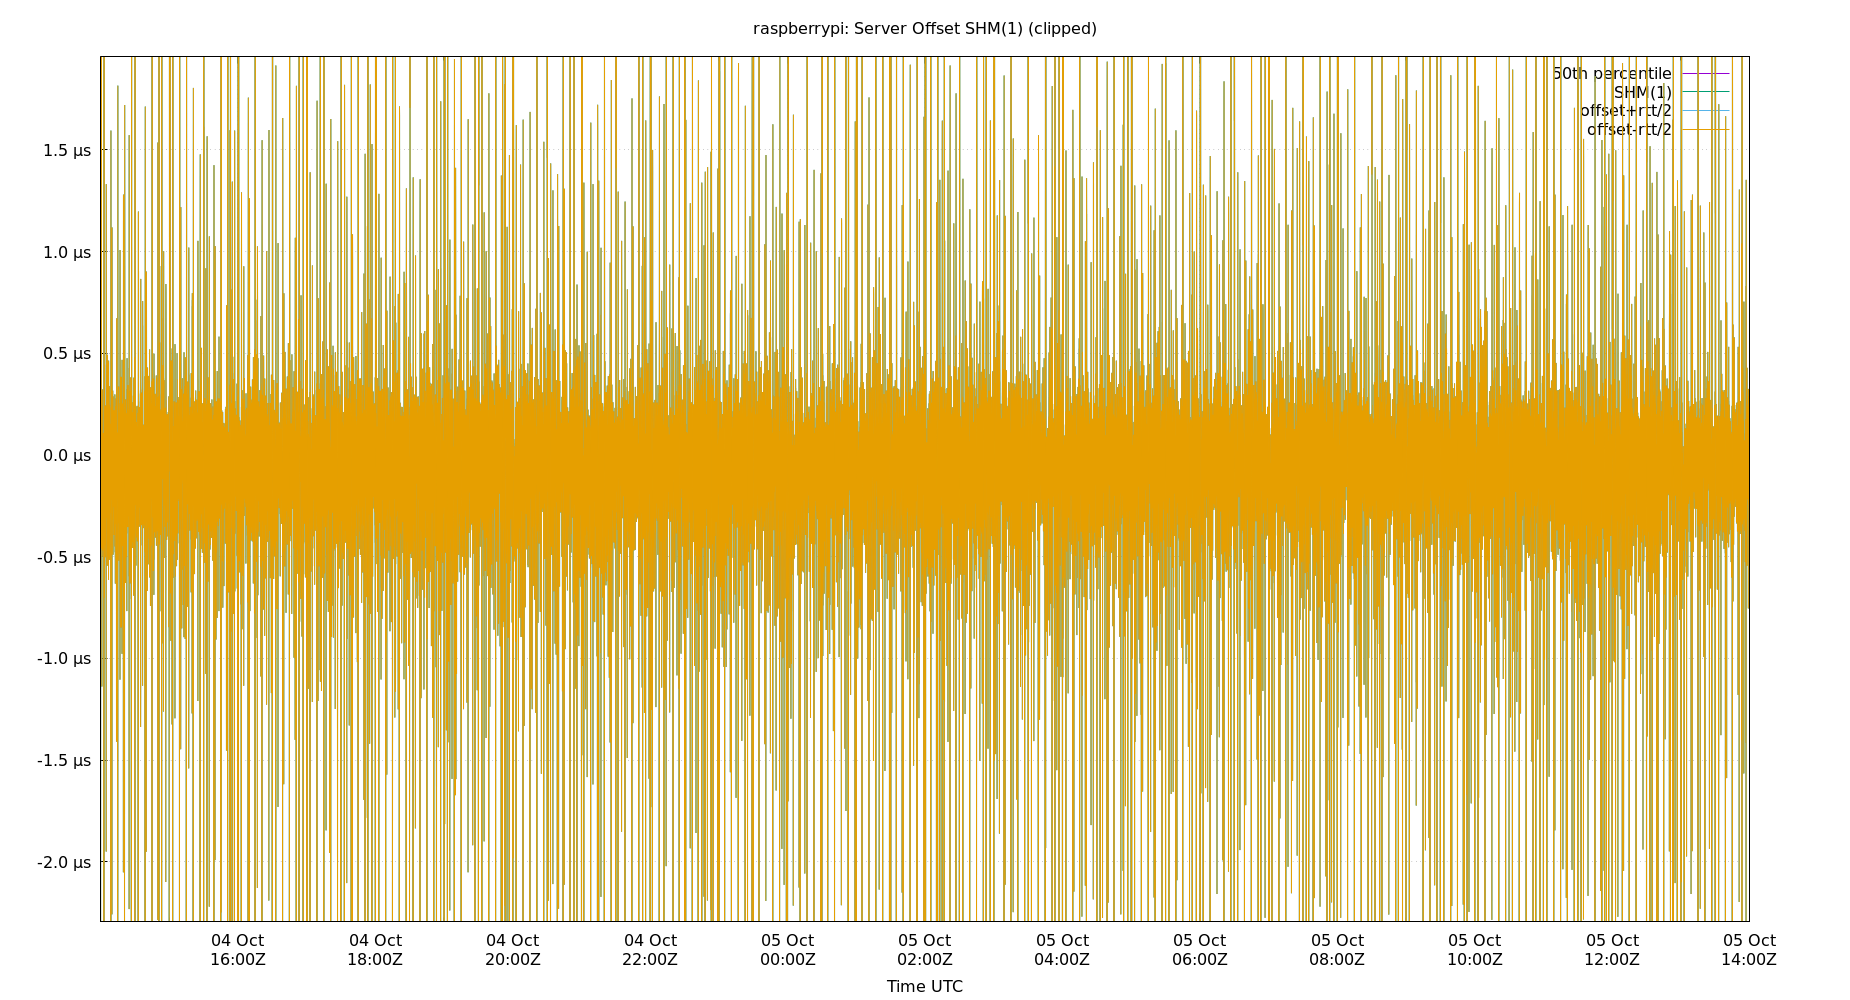 raspberrypi: Server Offset SHM(1) (clipped)
50th percentile
SHM(1)
offset+rtt/2
offset-rtt/2
1.5 µs
1.0 µs
0.5 µs
0.0 µs
-0.5 µs
-1.0 µs
-1.5 µs
-2.0 µs
04 Oct 04 Oct 04 Oct 04 Oct 05 Oct 05 Oct 05 Oct 05 Oct 05 Oct 05 Oct 05 Oct 05 Oct
16:00Z 18:00Z 20:00Z 22:00Z 00:00Z 02:00Z 04:00Z 06:00Z 08:00Z 10:00Z 12:00Z 14:00Z
Time UTC